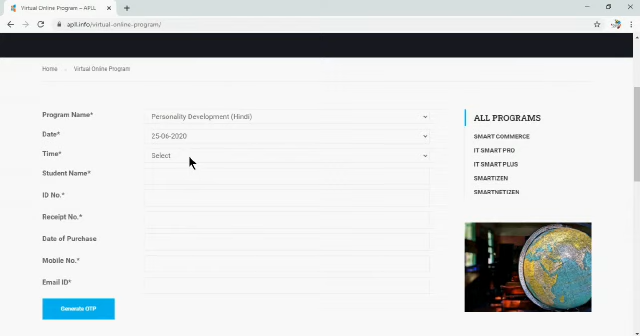 Virtual Online Program – APLL
apll.info/virtual-online-program/
Home
Virtual Online Program
Program Name*
Personality Development (Hindi)
Date*
25-06-2020
Time*
Select
Student Name*
ID No.*
Receipt No.*
Date of Purchase
Mobile No.*
Email ID*
Generate OTP
ALL PROGRAMS
SMART COMMERCE
IT SMART PRO
IT SMART PLUS
SMARTIZEN
SMARTNETIZEN